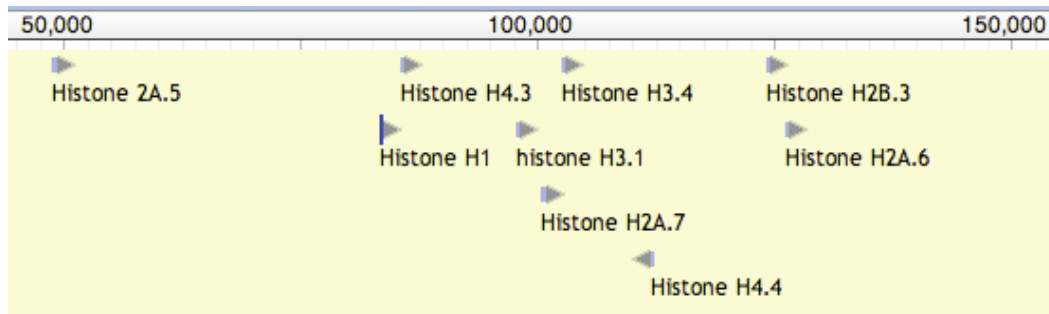 50,000 100,000 150,000
Histone 2A.5 Histone H4.3 Histone H3.4 Histone H2B.3
Histone H1 histone H3.1 Histone H2A.6
Histone H2A.7
Histone H4.4